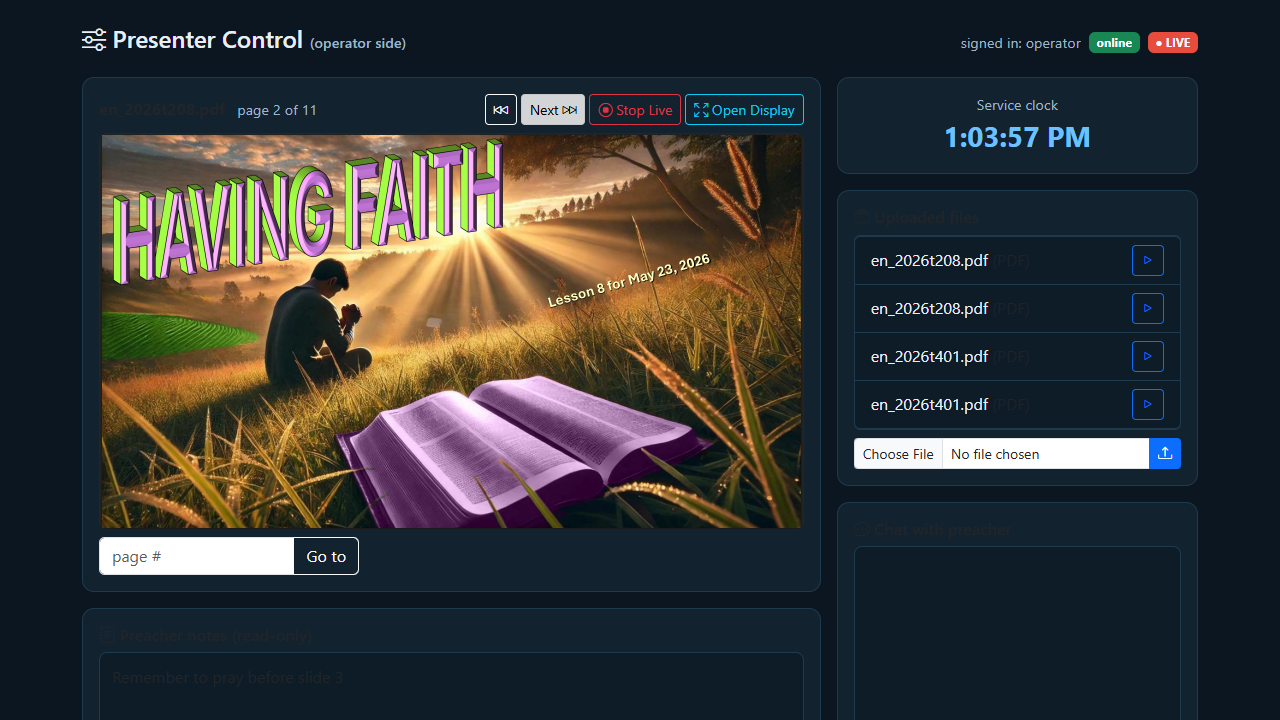 Presenter Control (operator side)
signed in: operator online LIVE
en_2026t208.pdf page 2 of 11
Next
Stop Live
Open Display
HAVING FAITH
Lesson 8 for May 23, 2026
page #
Go to
Preacher notes (read-only)
Remember to pray before slide 3
Service clock
1:03:57 PM
Uploaded files
en_2026t208.pdf (PDF)
en_2026t208.pdf (PDF)
en_2026t401.pdf (PDF)
en_2026t401.pdf (PDF)
Choose File No file chosen
Chat with preacher